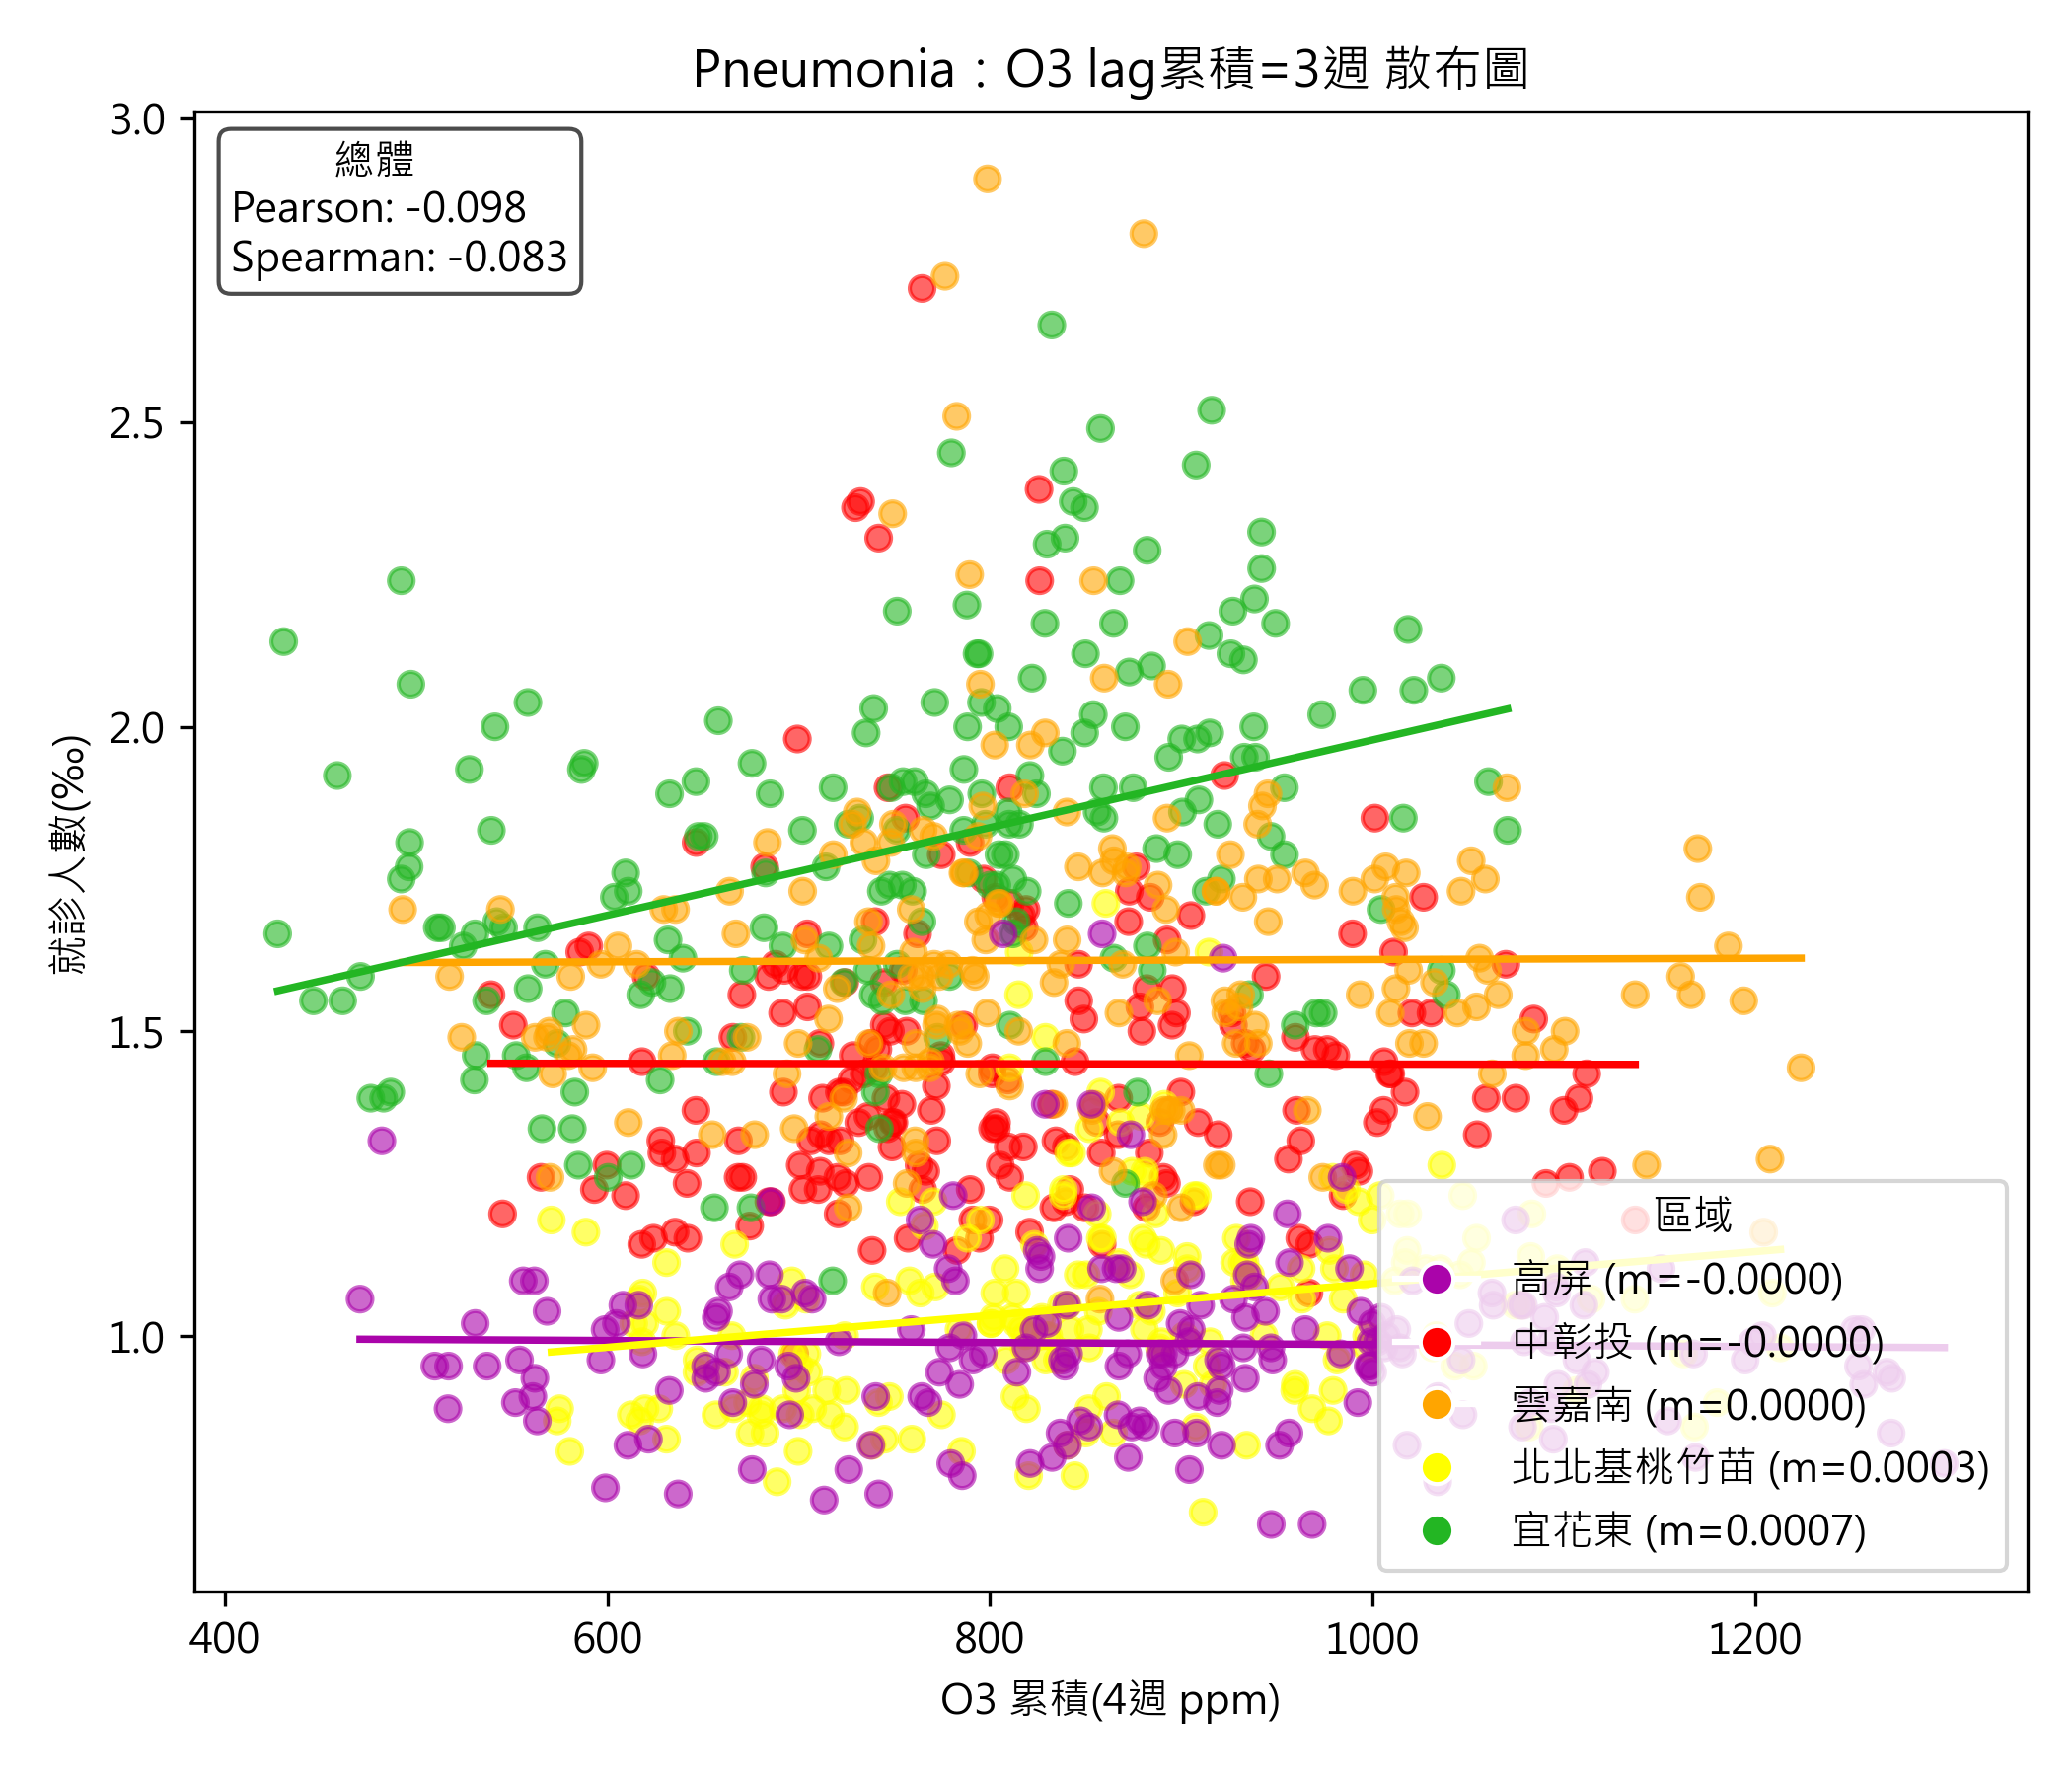 Pneumonia：O3 lag累積=3週 散布圖
總體
Pearson: -0.098
Spearman: -0.083
就診人數(‰)
3.0
2.5
2.0
1.5
1.0
區域
高屏 (m=-0.0000)
中彰投 (m=-0.0000)
雲嘉南 (m=0.0000)
北北基桃竹苗 (m=0.0003)
宜花東 (m=0.0007)
400
600
800
1000
1200
O3 累積(4週 ppm)